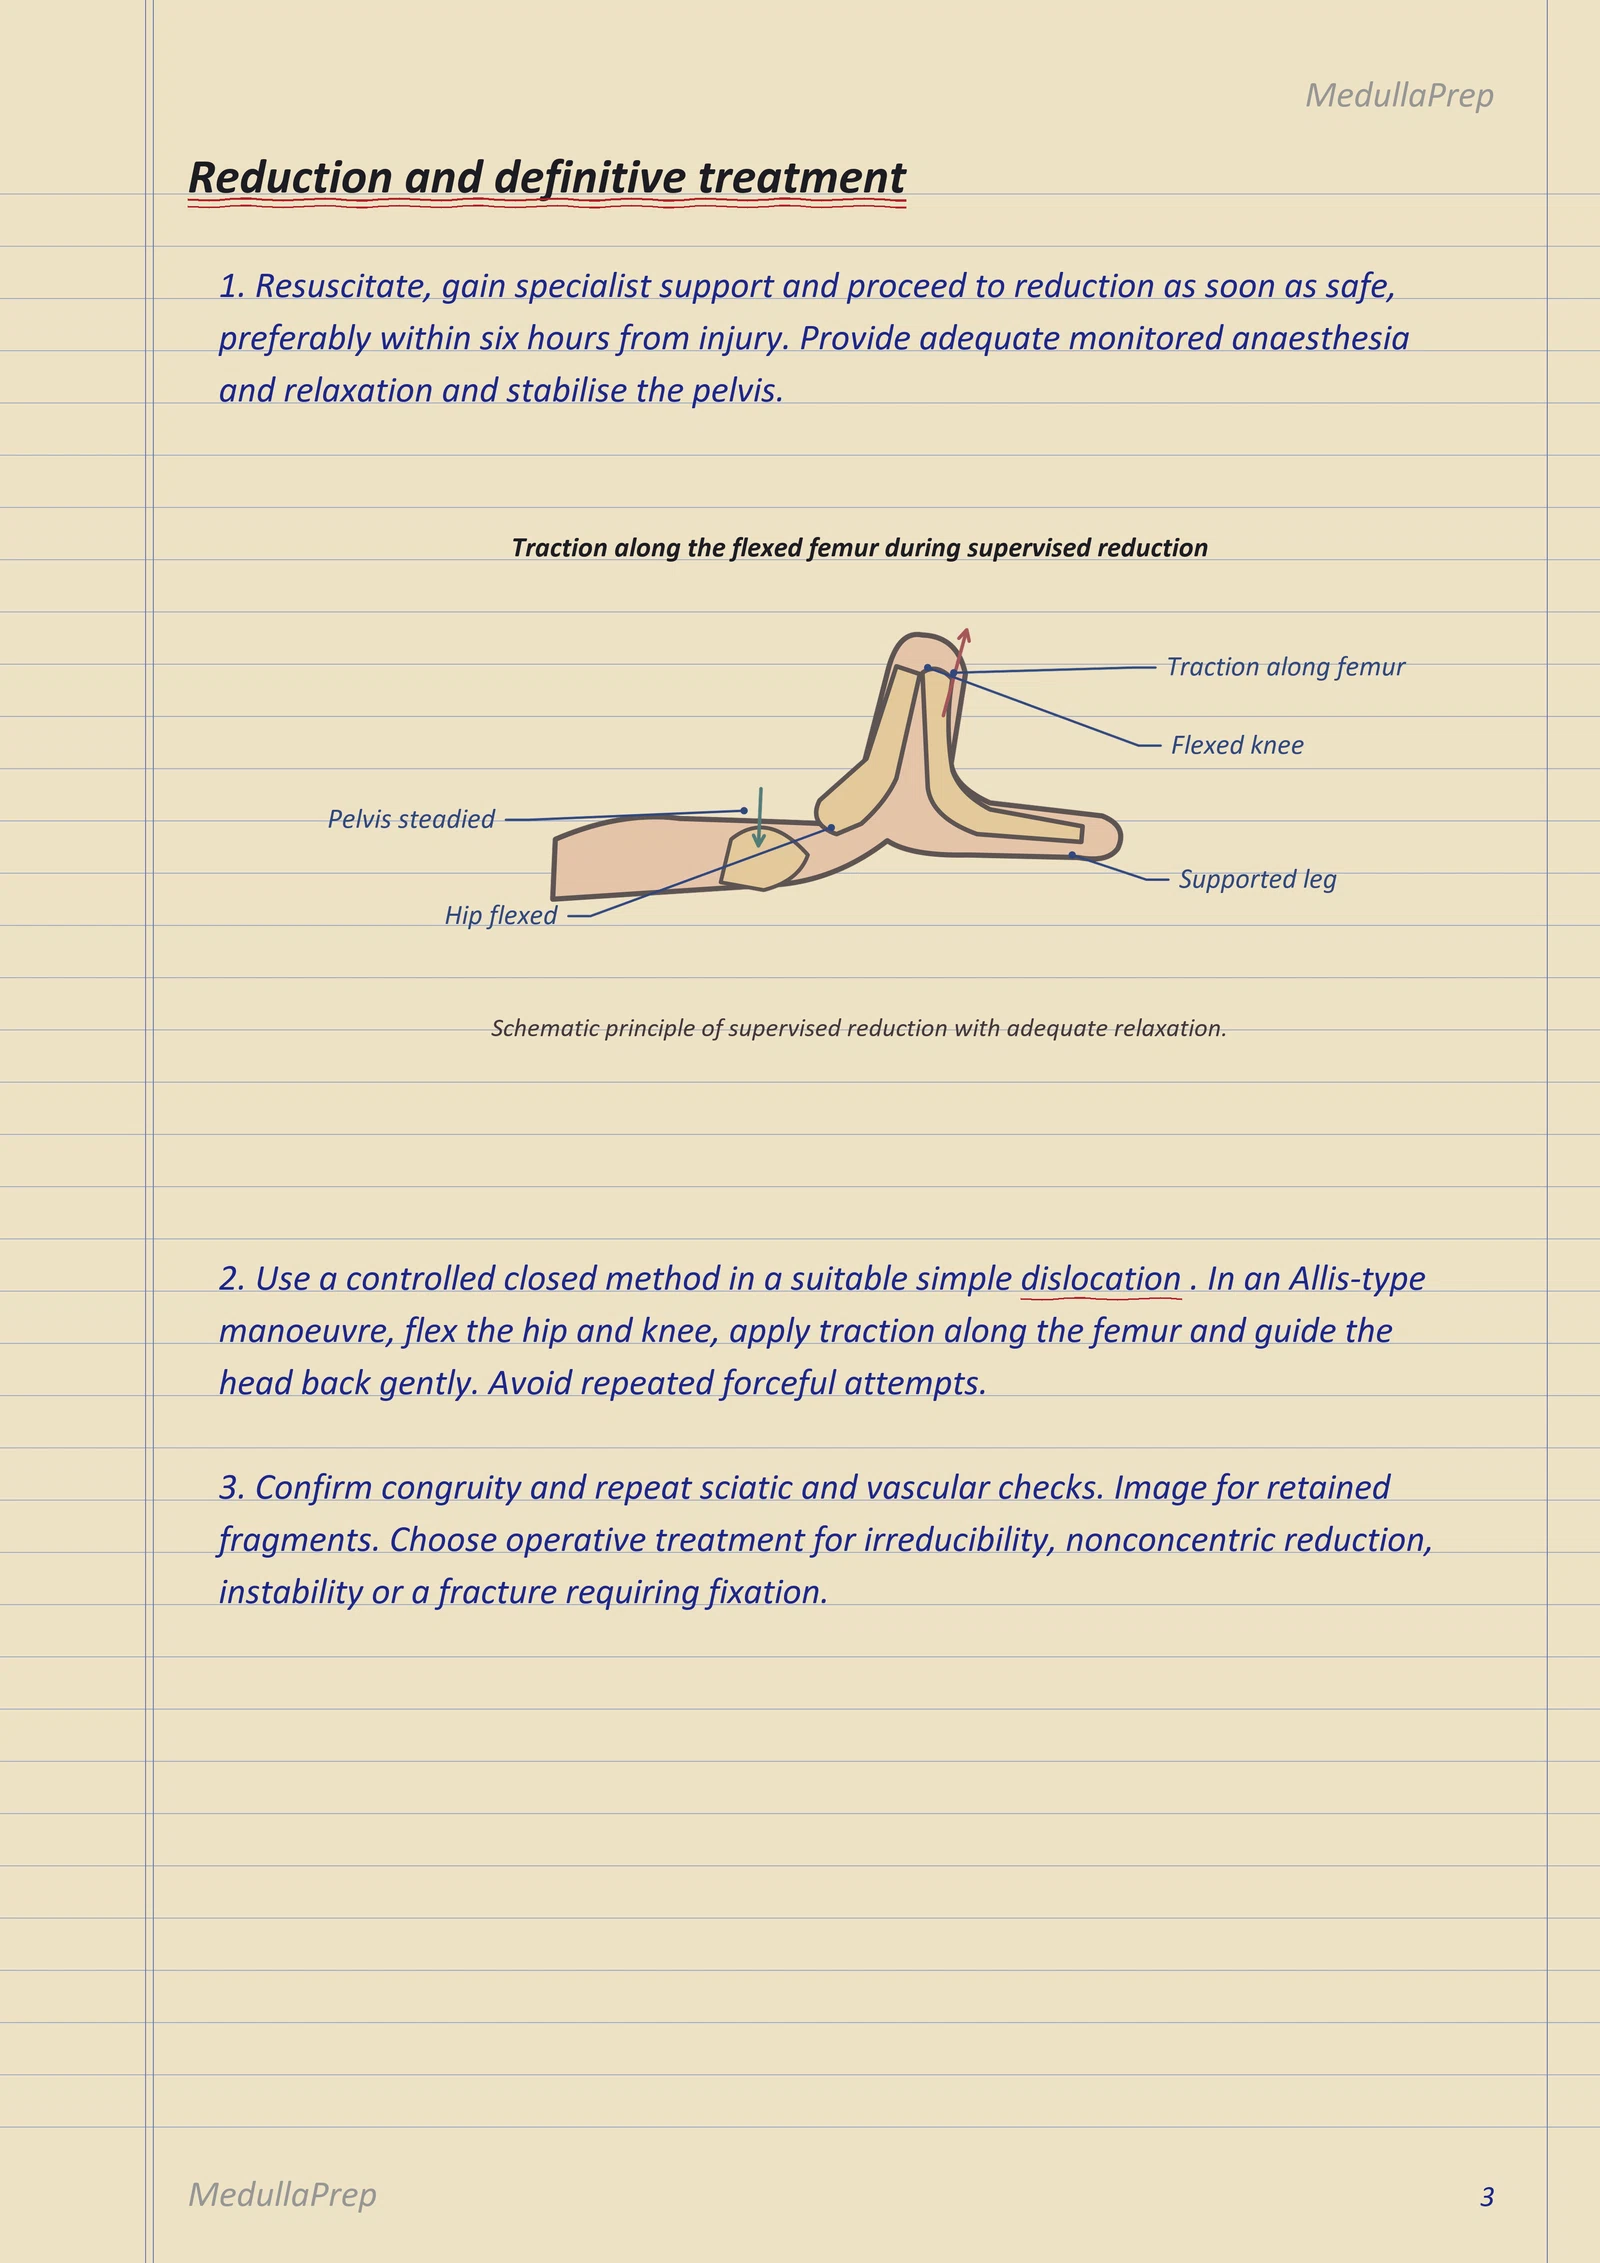 MedullaPrep
Reduction and definitive treatment
1. Resuscitate, gain specialist support and proceed to reduction as soon as safe,
preferably within six hours from injury. Provide adequate monitored anaesthesia
and relaxation and stabilise the pelvis.
Traction along the flexed femur during supervised reduction
Traction along femur
Flexed knee
Pelvis steadied
Supported leg
Hip flexed
Schematic principle of supervised reduction with adequate relaxation.
2. Use a controlled closed method in a suitable simple dislocation . In an Allis-type
manoeuvre, flex the hip and knee, apply traction along the femur and guide the
head back gently. Avoid repeated forceful attempts.
3. Confirm congruity and repeat sciatic and vascular checks. Image for retained
fragments. Choose operative treatment for irreducibility, nonconcentric reduction,
instability or a fracture requiring fixation.
MedullaPrep
3